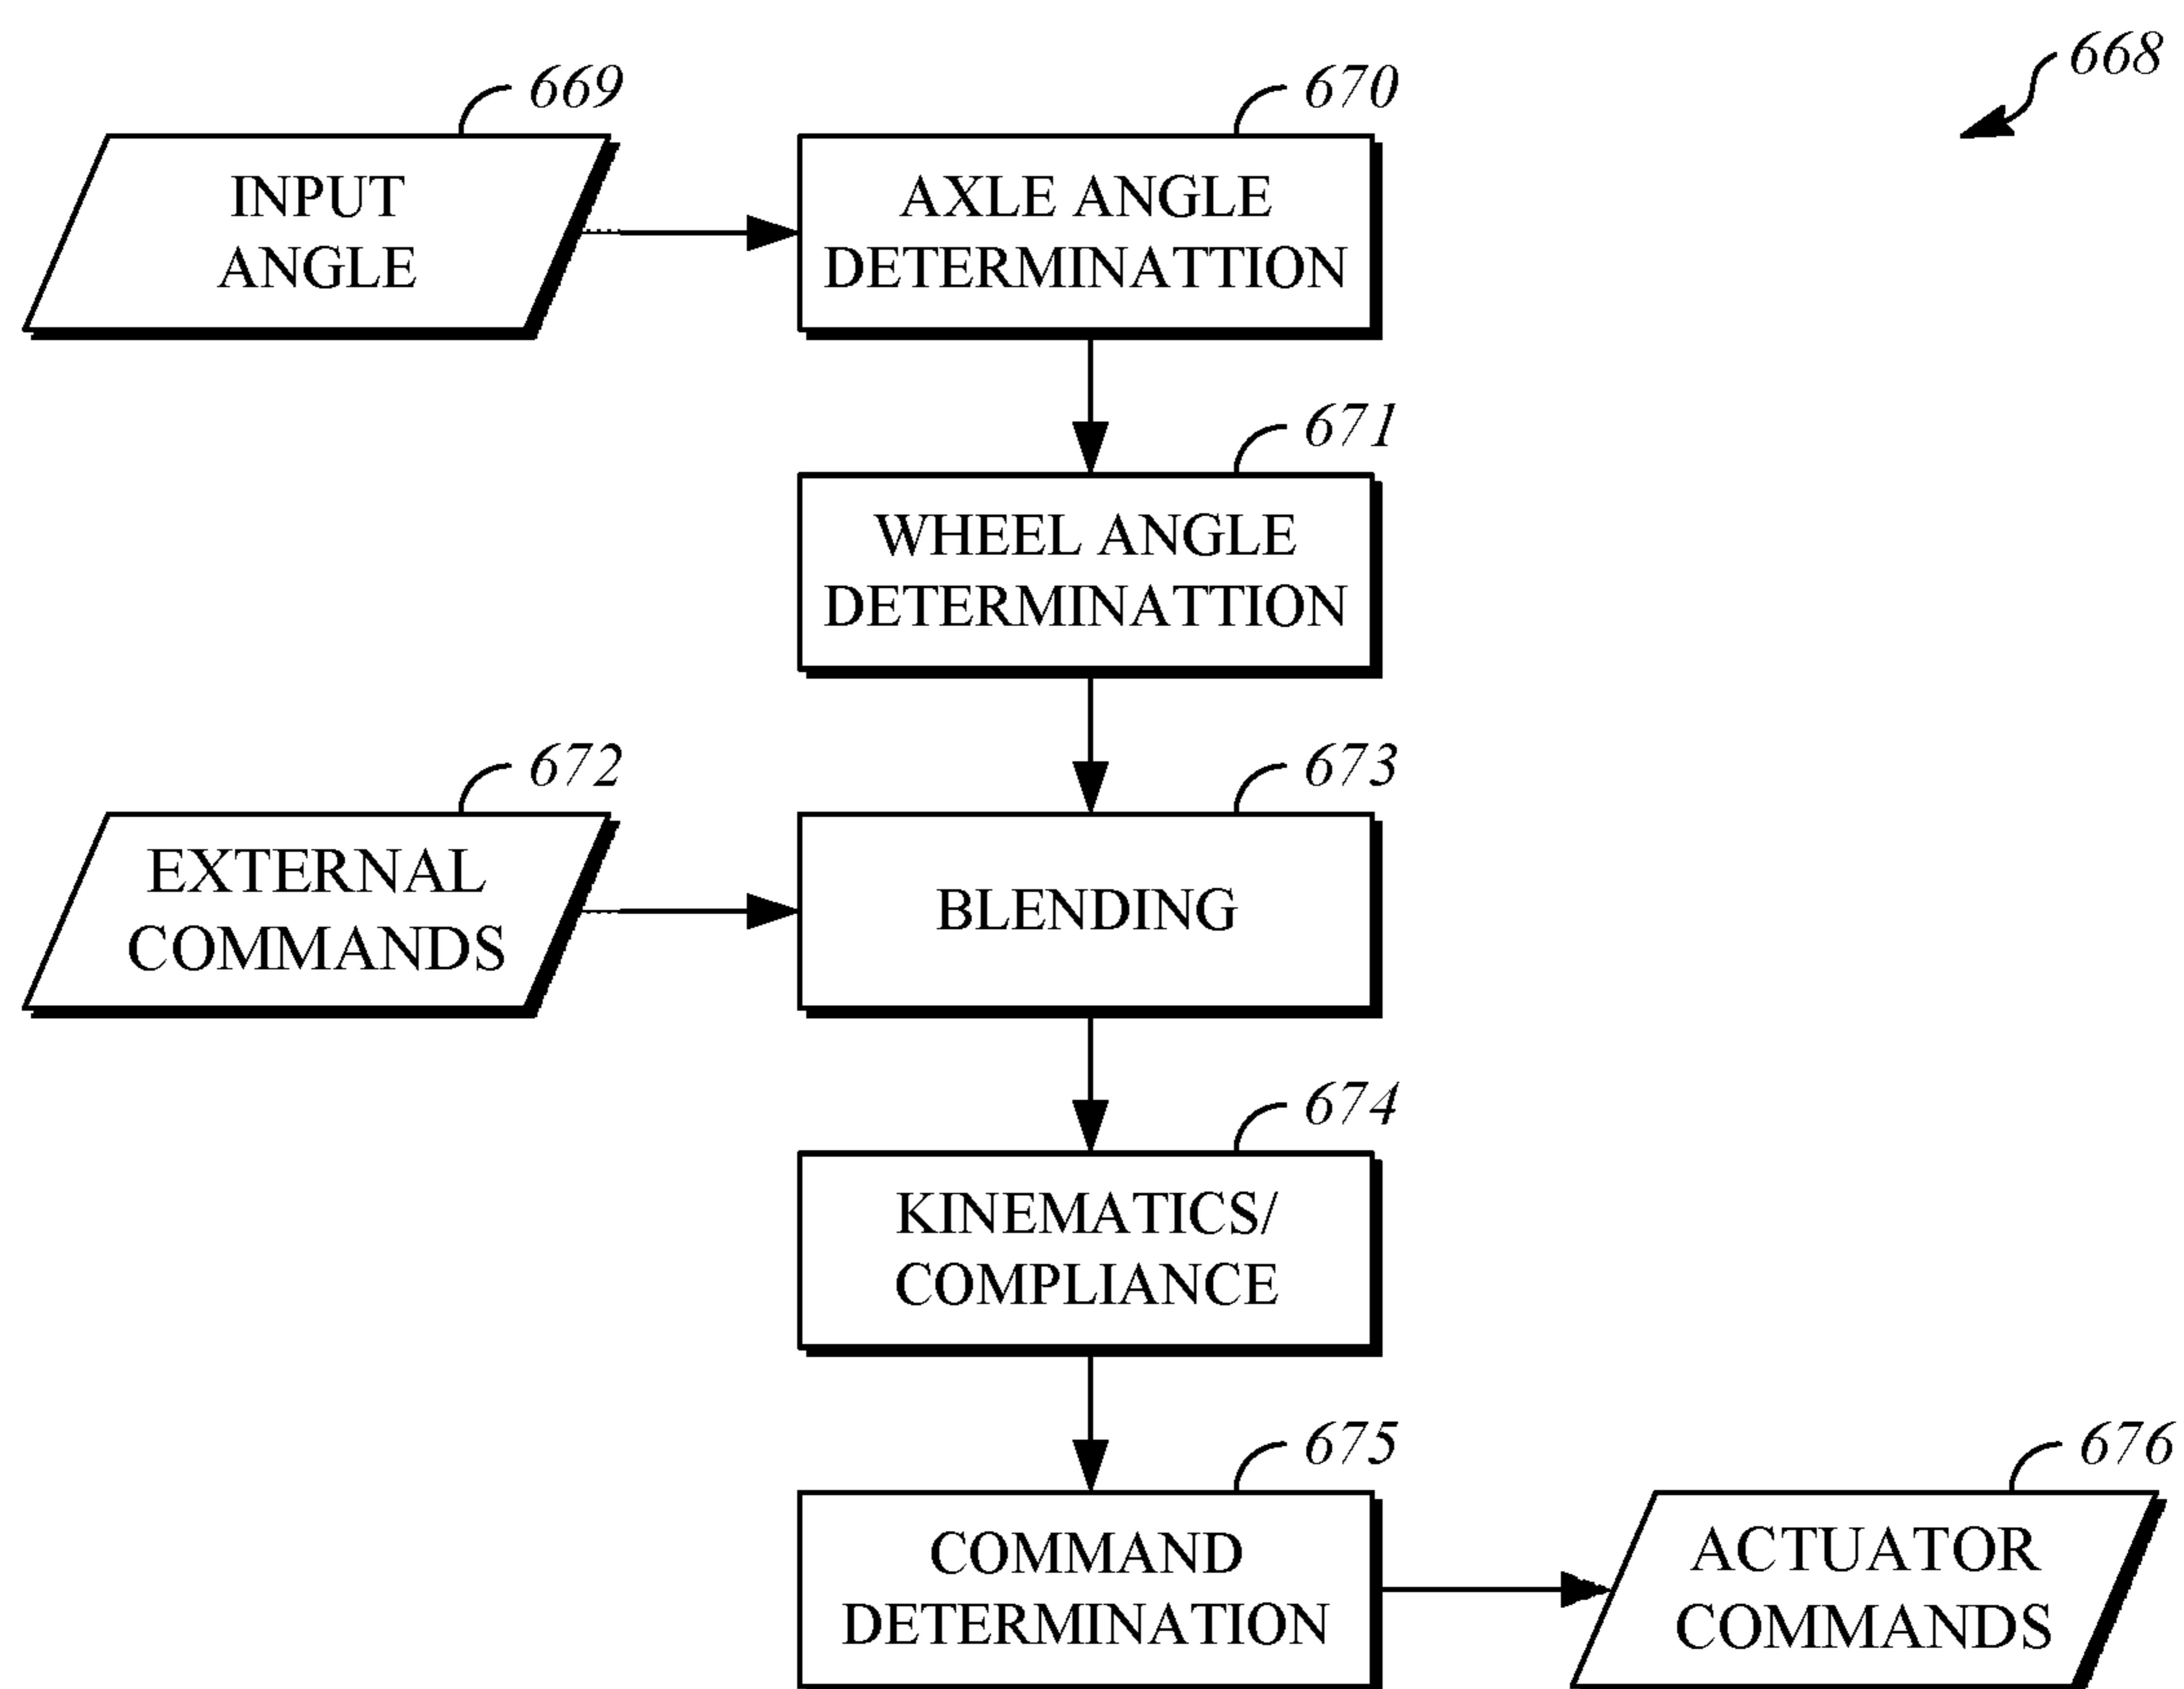 668
669
INPUT
ANGLE
670
AXLE ANGLE
DETERMINATTION
671
WHEEL ANGLE
DETERMINATTION
672
EXTERNAL
COMMANDS
673
BLENDING
674
KINEMATICS/
COMPLIANCE
675
COMMAND
DETERMINATION
676
ACTUATOR
COMMANDS